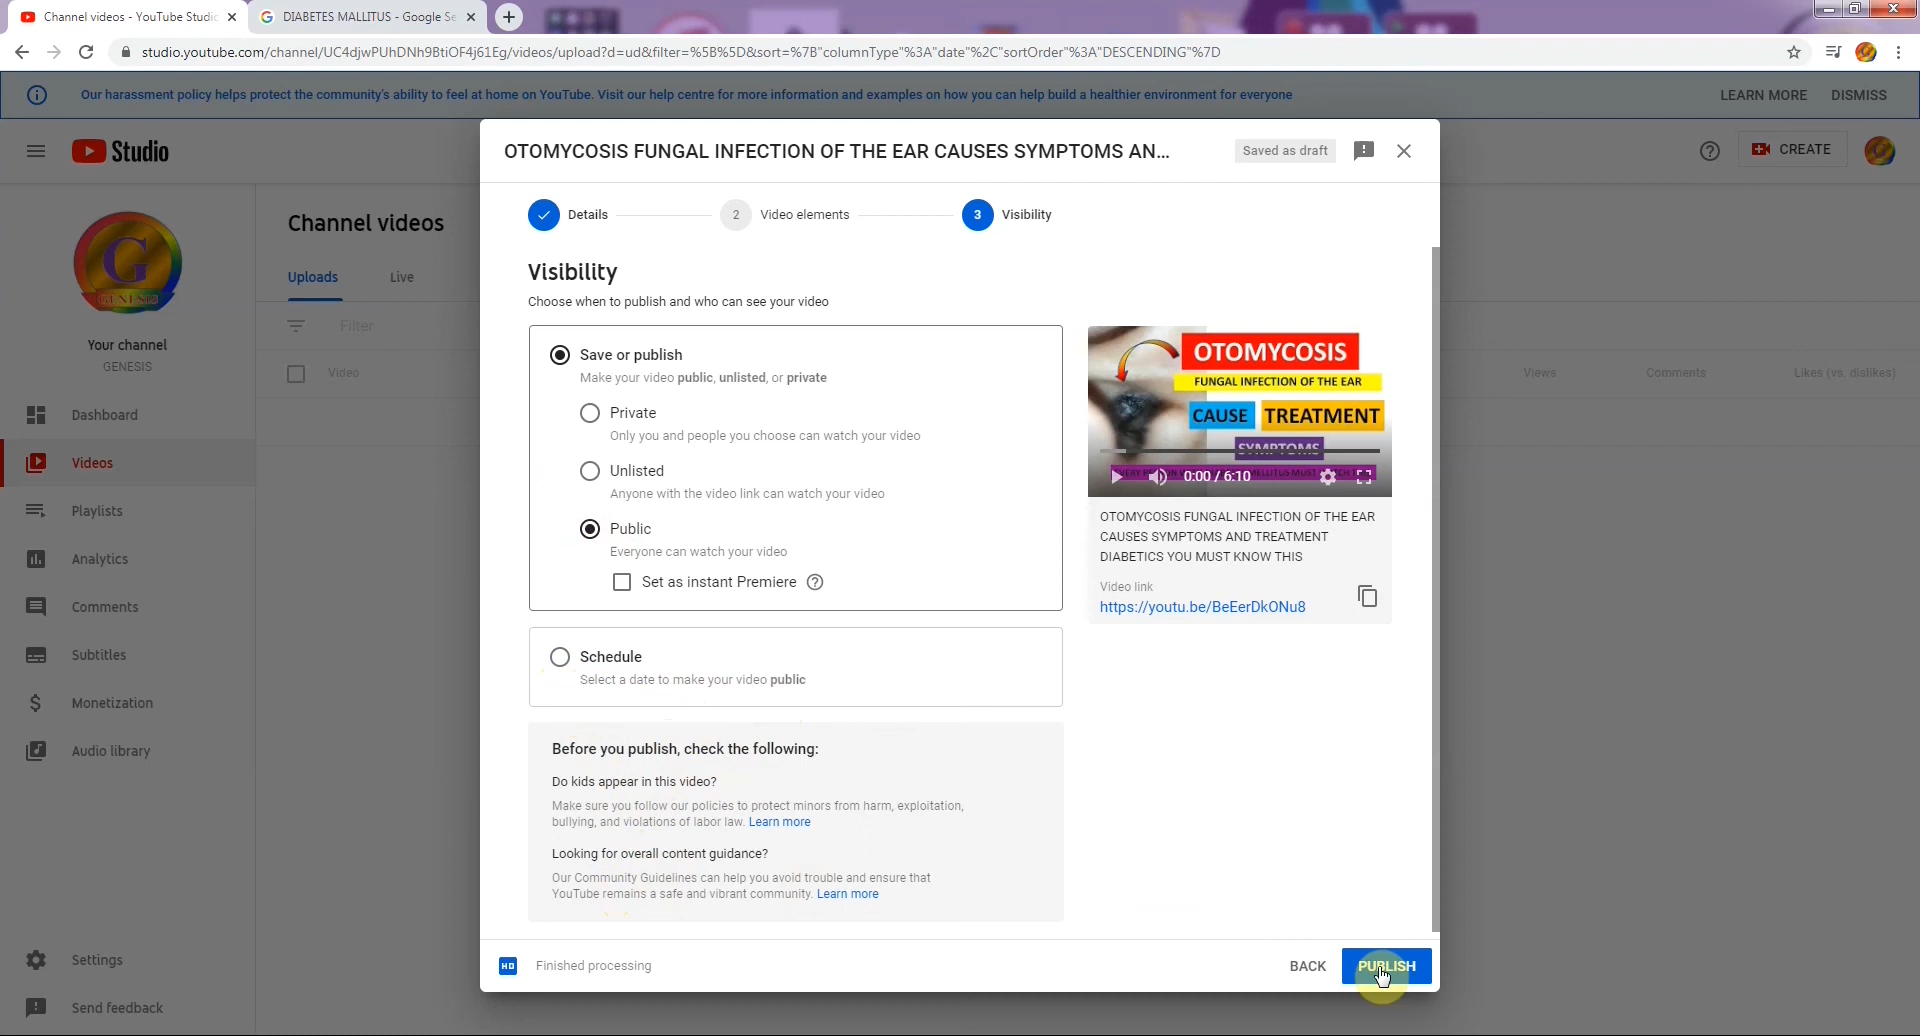 Channel videos - YouTube Studio
DIABETES MALLITUS - Google Se
studio.youtube.com/channel/UC4djwPUhDNh9BtiOF4j61Eg/videos/upload?d=ud&filter=%5B%5D&sort=%7B"columnType"%3A"date"%2C"sortOrder"%3A"DESCENDING"%7D
Our harassment policy helps protect the community's ability to feel at home on YouTube. Visit our help centre for more information and examples on how you can help build a healthier environment for everyone
LEARN MORE
DISMISS
Studio
CREATE
OTOMYCOSIS FUNGAL INFECTION OF THE EAR CAUSES SYMPTOMS AN...
Saved as draft
Details
2
Video elements
3
Visibility
G
GENESIS
Your channel
GENESIS
Dashboard
Videos
Playlists
Analytics
Comments
Subtitles
Monetization
Audio library
Settings
Send feedback
Channel videos
Uploads
Live
Filter
Video
Views
Comments
Likes (vs. dislikes)
Visibility
Choose when to publish and who can see your video
Save or publish
Make your video public, unlisted, or private
Private
Only you and people you choose can watch your video
Unlisted
Anyone with the video link can watch your video
Public
Everyone can watch your video
Set as instant Premiere
Schedule
Select a date to make your video public
Before you publish, check the following:
Do kids appear in this video?
Make sure you follow our policies to protect minors from harm, exploitation,
bullying, and violations of labor law. Learn more
Looking for overall content guidance?
Our Community Guidelines can help you avoid trouble and ensure that
YouTube remains a safe and vibrant community. Learn more
OTOMYCOSIS
FUNGAL INFECTION OF THE EAR
CAUSE TREATMENT
SYMPTOMS
0:00 / 6:10
OTOMYCOSIS FUNGAL INFECTION OF THE EAR
CAUSES SYMPTOMS AND TREATMENT
DIABETICS YOU MUST KNOW THIS
Video link
https://youtu.be/BeEerDkONu8
HD
Finished processing
BACK
PUBLISH